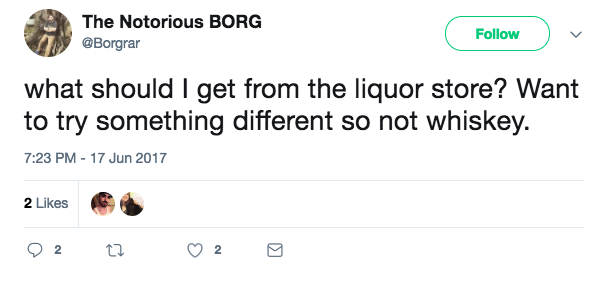 The Notorious BORG
@Borgrar
Follow
what should I get from the liquor store? Want
to try something different so not whiskey.
7:23 PM - 17 Jun 2017
2 Likes
2
2